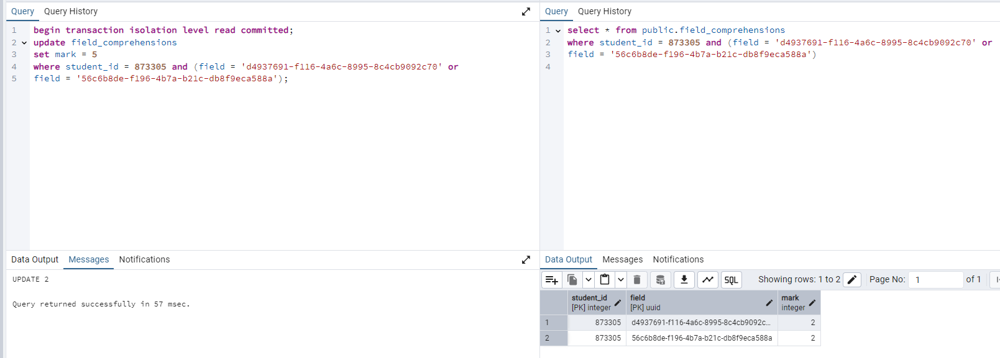 Query Query History
1 begin transaction isolation level read committed;
2 update field_comprehensions
3 set mark = 5
4 where student_id = 873305 and (field = 'd4937691-f116-4a6c-8995-8c4cb9092c70' or
5 field = '56c6b8de-f196-4b7a-b21c-db8f9eca588a');
Data Output Messages Notifications
UPDATE 2
Query returned successfully in 57 msec.
Query Query History
1 select * from public.field_comprehensions
2 where student_id = 873305 and (field = 'd4937691-f116-4a6c-8995-8c4cb9092c70' or
3 field = '56c6b8de-f196-4b7a-b21c-db8f9eca588a')
4
Data Output Messages Notifications
SQL Showing rows: 1 to 2 Page No: 1 of 1
student_id field mark
[PK] integer [PK] uuid integer
1 873305 d4937691-f116-4a6c-8995-8c4cb9092c... 2
2 873305 56c6b8de-f196-4b7a-b21c-db8f9eca588a 2